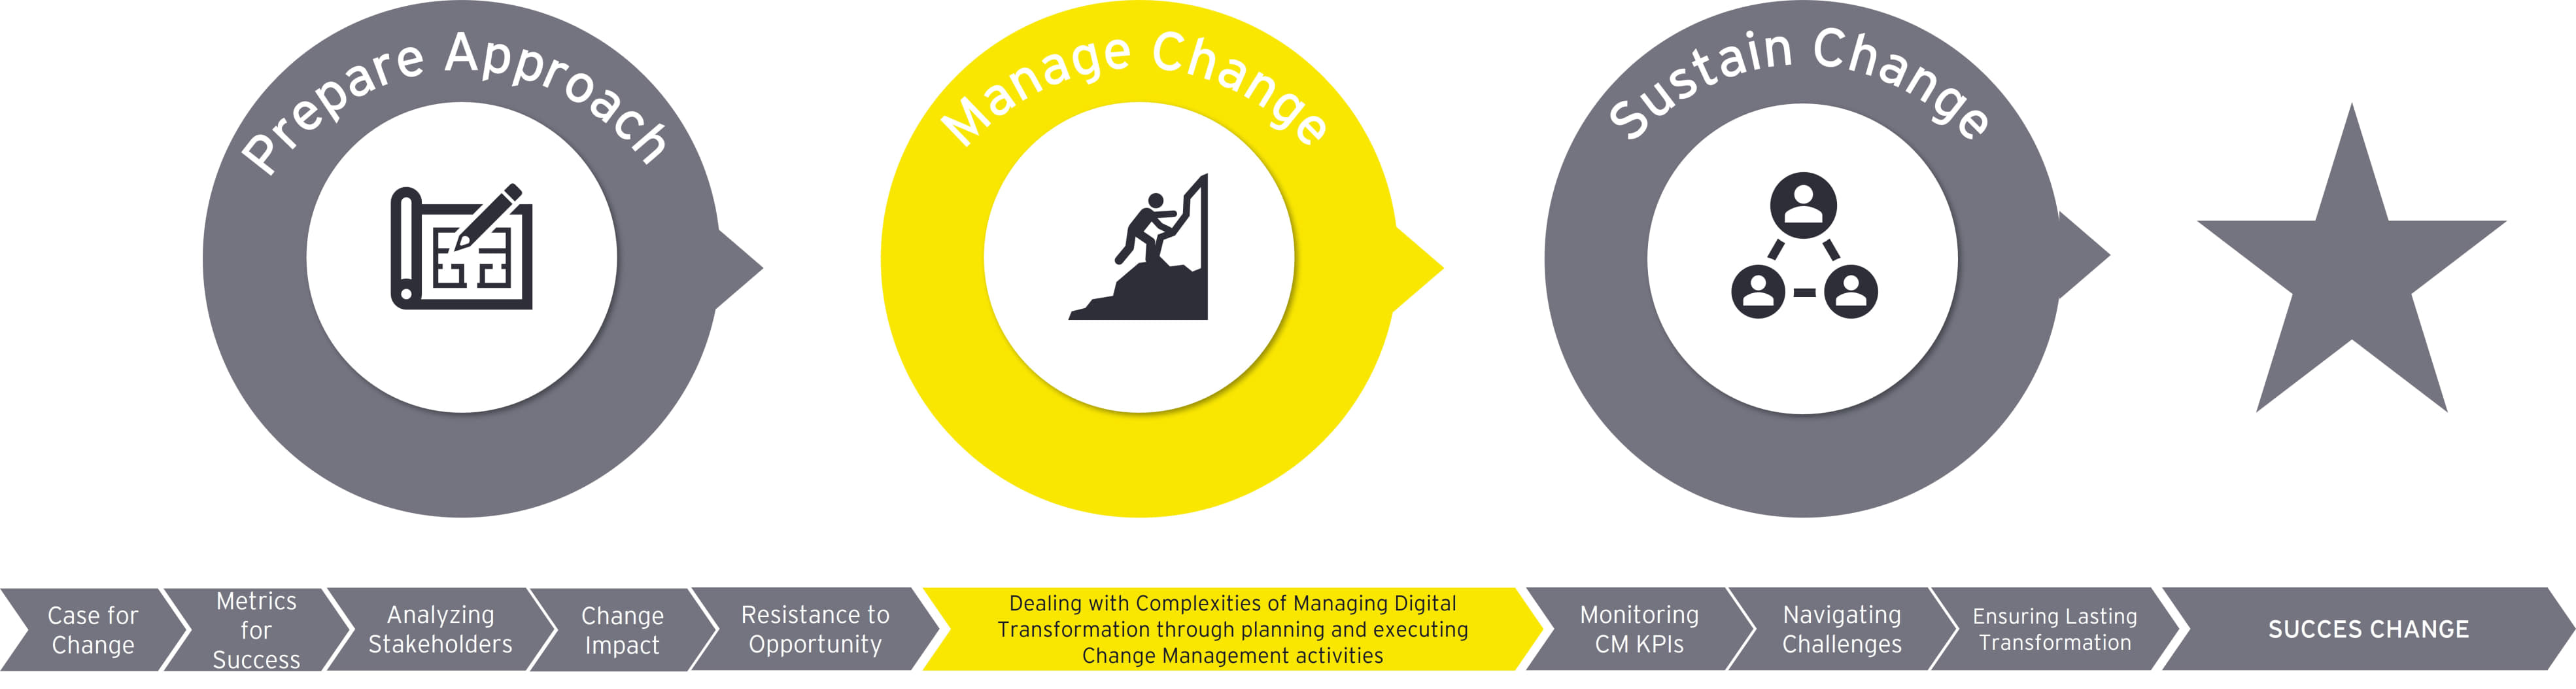 Prepare Approach
Manage Change
Sustain Change
Case for
Change
Metrics
for
Success
Analyzing
Stakeholders
Change
Impact
Resistance to
Opportunity
Dealing with Complexities of Managing Digital
Transformation through planning and executing
Change Management activities
Monitoring
CM KPIs
Navigating
Challenges
Ensuring Lasting
Transformation
SUCCES CHANGE